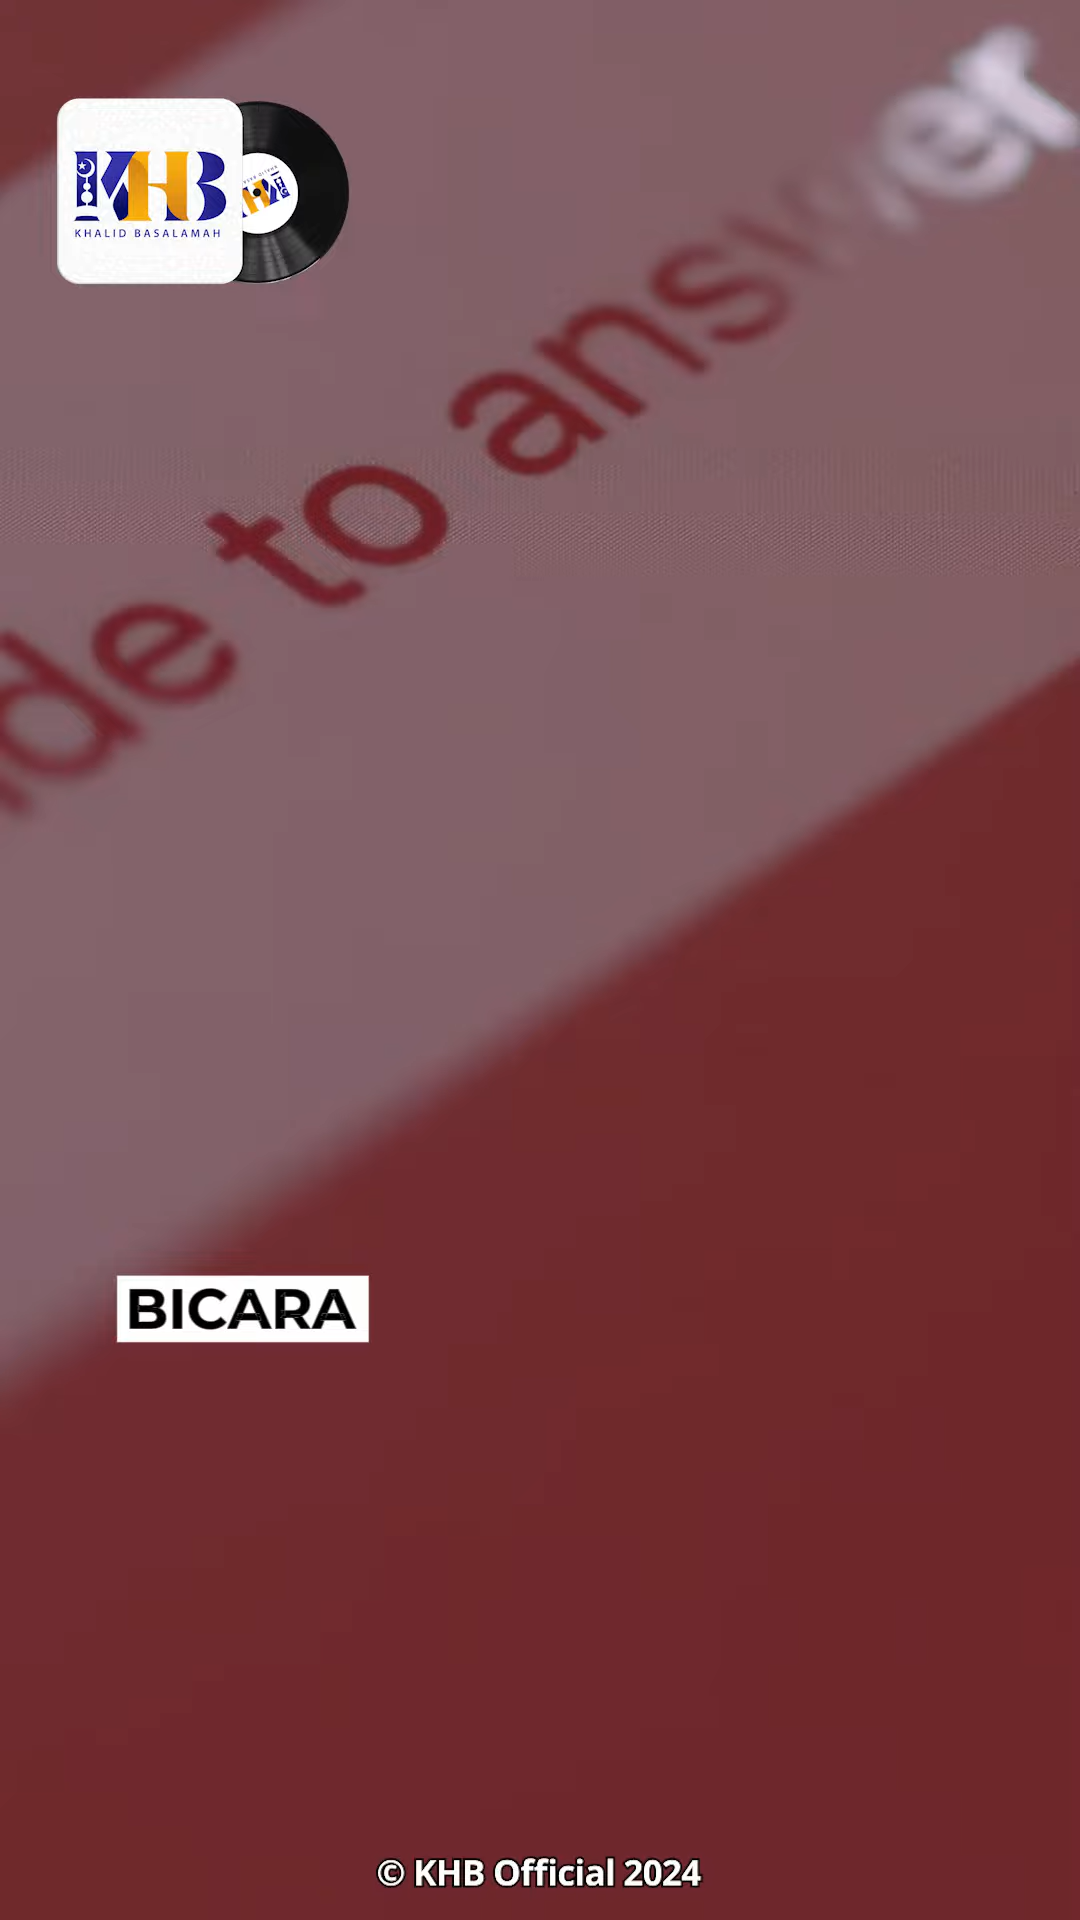 KHB
KHALID BASALAMAH
de to answer
BICARA
© KHB Official 2024